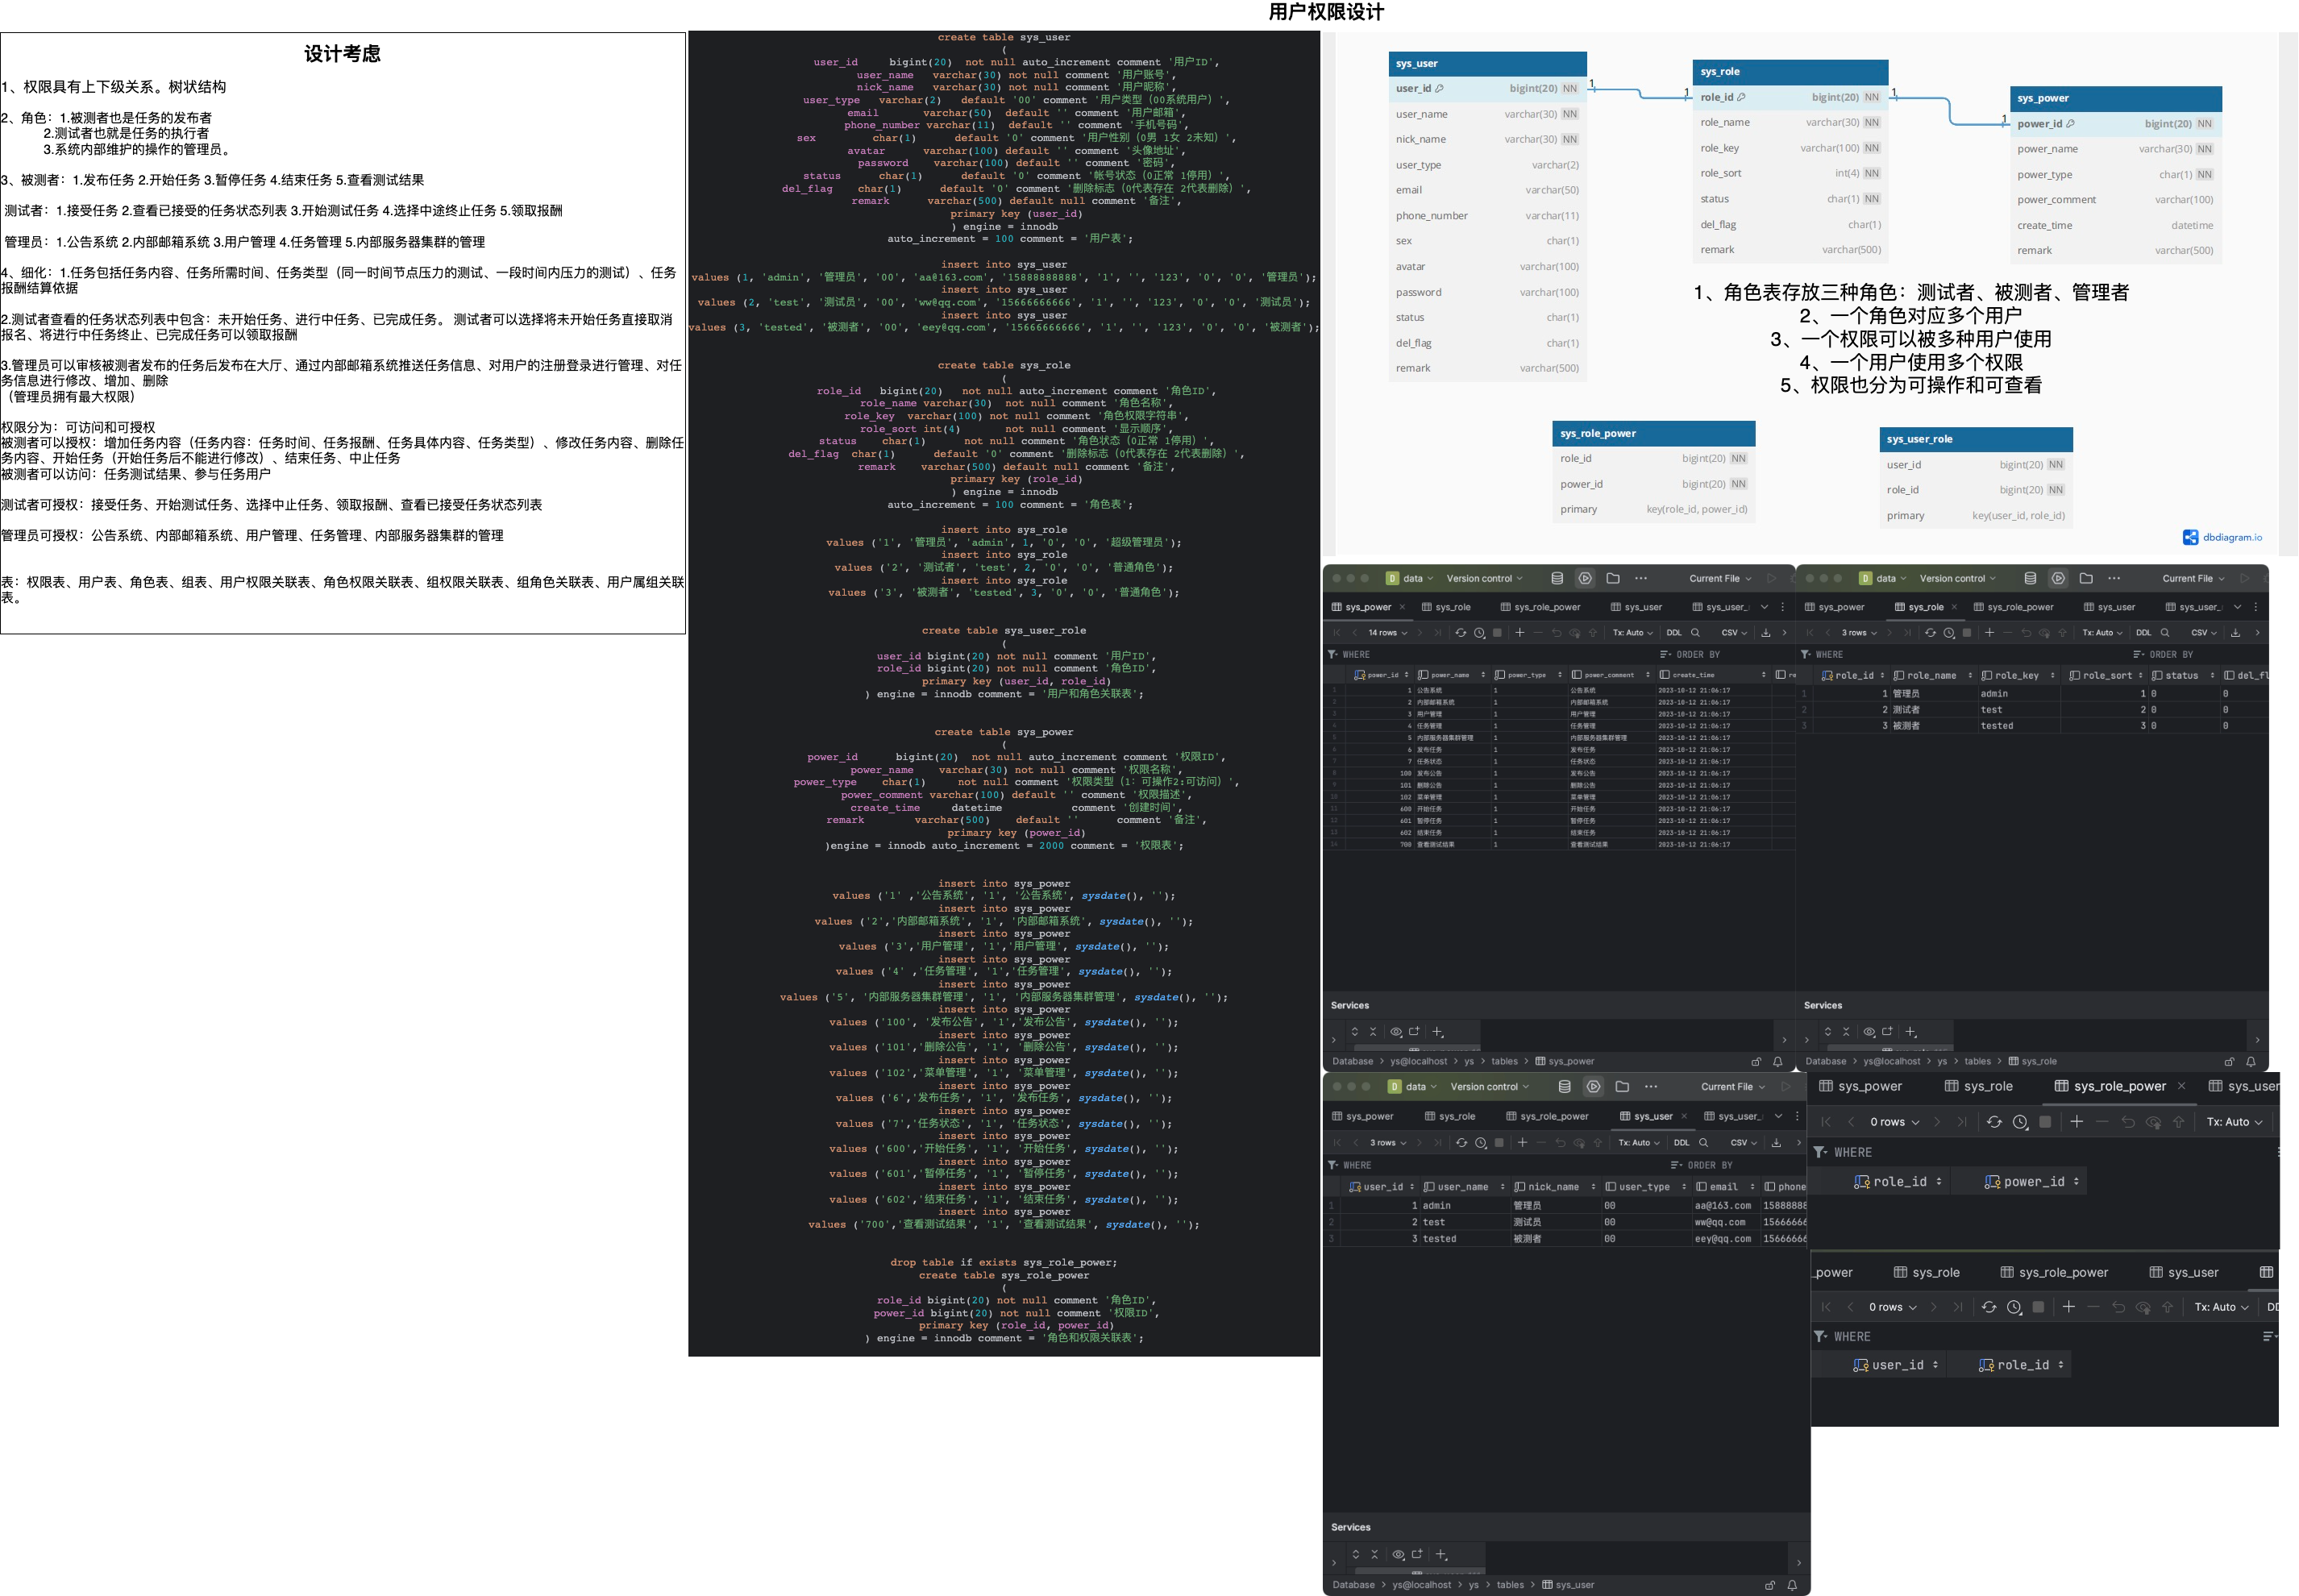 用户权限设计
设计考虑
1、权限具有上下级关系。树状结构
2、角色：1.被测者也是任务的发布者
2.测试者也就是任务的执行者
3.系统内部维护的操作的管理员。
3、被测者：1.发布任务 2.开始任务 3.暂停任务 4.结束任务 5.查看测试结果
测试者：1.接受任务 2.查看已接受的任务状态列表 3.开始测试任务 4.选择中途终止任务 5.领取报酬
管理员：1.公告系统 2.内部邮箱系统 3.用户管理 4.任务管理 5.内部服务器集群的管理
4、细化：1.任务包括任务内容、任务所需时间、任务类型（同一时间节点压力的测试、一段时间内压力的测试）、任务
报酬结算依据
2.测试者查看的任务状态列表中包含：未开始任务、进行中任务、已完成任务。 测试者可以选择将未开始任务直接取消
报名、将进行中任务终止、已完成任务可以领取报酬
3.管理员可以审核被测者发布的任务后发布在大厅、通过内部邮箱系统推送任务信息、对用户的注册登录进行管理、对任
务信息进行修改、增加、删除
（管理员拥有最大权限）
权限分为：可访问和可授权
被测者可以授权：增加任务内容（任务内容：任务时间、任务报酬、任务具体内容、任务类型）、修改任务内容、删除任
务内容、开始任务（开始任务后不能进行修改）、结束任务、中止任务
被测者可以访问：任务测试结果、参与任务用户
测试者可授权：接受任务、开始测试任务、选择中止任务、领取报酬、查看已接受任务状态列表
管理员可授权：公告系统、内部邮箱系统、用户管理、任务管理、内部服务器集群的管理
表：权限表、用户表、角色表、组表、用户权限关联表、角色权限关联表、组权限关联表、组角色关联表、用户属组关联
表。
create table sys_user
(
user_id bigint(20) not null auto_increment comment '用户ID',
user_name varchar(30) not null comment '用户账号',
nick_name varchar(30) not null comment '用户昵称',
user_type varchar(2) default '00' comment '用户类型（00系统用户）',
email varchar(50) default '' comment '用户邮箱',
phone_number varchar(11) default '' comment '手机号码',
sex char(1) default '0' comment '用户性别（0男 1女 2未知）',
avatar varchar(100) default '' comment '头像地址',
password varchar(100) default '' comment '密码',
status char(1) default '0' comment '帐号状态（0正常 1停用）',
del_flag char(1) default '0' comment '删除标志（0代表存在 2代表删除）',
remark varchar(500) default null comment '备注',
primary key (user_id)
) engine = innodb
auto_increment = 100 comment = '用户表';
insert into sys_user
values (1, 'admin', '管理员', '00', 'aa@163.com', '15888888888', '1', '', '123', '0', '0', '管理员');
insert into sys_user
values (2, 'test', '测试员', '00', 'ww@qq.com', '15666666666', '1', '', '123', '0', '0', '测试员');
insert into sys_user
values (3, 'tested', '被测者', '00', 'eey@qq.com', '15666666666', '1', '', '123', '0', '0', '被测者');
create table sys_role
(
role_id bigint(20) not null auto_increment comment '角色ID',
role_name varchar(30) not null comment '角色名称',
role_key varchar(100) not null comment '角色权限字符串',
role_sort int(4) not null comment '显示顺序',
status char(1) not null comment '角色状态（0正常 1停用）',
del_flag char(1) default '0' comment '删除标志（0代表存在 2代表删除）',
remark varchar(500) default null comment '备注',
primary key (role_id)
) engine = innodb
auto_increment = 100 comment = '角色表';
insert into sys_role
values ('1', '管理员', 'admin', 1, '0', '0', '超级管理员');
insert into sys_role
values ('2', '测试者', 'test', 2, '0', '0', '普通角色');
insert into sys_role
values ('3', '被测者', 'tested', 3, '0', '0', '普通角色');
create table sys_user_role
(
user_id bigint(20) not null comment '用户ID',
role_id bigint(20) not null comment '角色ID',
primary key (user_id, role_id)
) engine = innodb comment = '用户和角色关联表';
create table sys_power
(
power_id bigint(20) not null auto_increment comment '权限ID',
power_name varchar(30) not null comment '权限名称',
power_type char(1) not null comment '权限类型（1：可操作2:可访问）',
power_comment varchar(100) default '' comment '权限描述',
create_time datetime comment '创建时间',
remark varchar(500) default '' comment '备注',
primary key (power_id)
)engine = innodb auto_increment = 2000 comment = '权限表';
insert into sys_power
values ('1' ,'公告系统', '1', '公告系统', sysdate(), '');
insert into sys_power
values ('2','内部邮箱系统', '1', '内部邮箱系统', sysdate(), '');
insert into sys_power
values ('3','用户管理', '1','用户管理', sysdate(), '');
insert into sys_power
values ('4' ,'任务管理', '1','任务管理', sysdate(), '');
insert into sys_power
values ('5', '内部服务器集群管理', '1', '内部服务器集群管理', sysdate(), '');
insert into sys_power
values ('100', '发布公告', '1','发布公告', sysdate(), '');
insert into sys_power
values ('101','删除公告', '1', '删除公告', sysdate(), '');
insert into sys_power
values ('102','菜单管理', '1', '菜单管理', sysdate(), '');
insert into sys_power
values ('6','发布任务', '1', '发布任务', sysdate(), '');
insert into sys_power
values ('7','任务状态', '1', '任务状态', sysdate(), '');
insert into sys_power
values ('600','开始任务', '1', '开始任务', sysdate(), '');
insert into sys_power
values ('601','暂停任务', '1', '暂停任务', sysdate(), '');
insert into sys_power
values ('602','结束任务', '1', '结束任务', sysdate(), '');
insert into sys_power
values ('700','查看测试结果', '1', '查看测试结果', sysdate(), '');
drop table if exists sys_role_power;
create table sys_role_power
(
role_id bigint(20) not null comment '角色ID',
power_id bigint(20) not null comment '权限ID',
primary key (role_id, power_id)
) engine = innodb comment = '角色和权限关联表';
sys_user
user_id bigint(20) NN
user_name varchar(30) NN
nick_name varchar(30) NN
user_type varchar(2)
email varchar(50)
phone_number varchar(11)
sex char(1)
avatar varchar(100)
password varchar(100)
status char(1)
del_flag char(1)
remark varchar(500)
1
1
sys_role
role_id bigint(20) NN
role_name varchar(30) NN
role_key varchar(100) NN
role_sort int(4) NN
status char(1) NN
del_flag char(1)
remark varchar(500)
1
1
sys_power
power_id bigint(20) NN
power_name varchar(30) NN
power_type char(1) NN
power_comment varchar(100)
create_time datetime
remark varchar(500)
1、角色表存放三种角色：测试者、被测者、管理者
2、一个角色对应多个用户
3、一个权限可以被多种用户使用
4、一个用户使用多个权限
5、权限也分为可操作和可查看
sys_role_power
role_id bigint(20) NN
power_id bigint(20) NN
primary key(role_id, power_id)
sys_user_role
user_id bigint(20) NN
role_id bigint(20) NN
primary key(user_id, role_id)
dbdiagram.io
D data Version control Current File
sys_power sys_role sys_role_power sys_user sys_user_
14 rows Tx: Auto DDL CSV
WHERE ORDER BY
power_id power_name power_type power_comment create_time re
1 1 公告系统 1 公告系统 2023-10-12 21:06:17
2 2 内部邮箱系统 1 内部邮箱系统 2023-10-12 21:06:17
3 3 用户管理 1 用户管理 2023-10-12 21:06:17
4 4 任务管理 1 任务管理 2023-10-12 21:06:17
5 5 内部服务器集群管理 1 内部服务器集群管理 2023-10-12 21:06:17
6 6 发布任务 1 发布任务 2023-10-12 21:06:17
7 7 任务状态 1 任务状态 2023-10-12 21:06:17
8 100 发布公告 1 发布公告 2023-10-12 21:06:17
9 101 删除公告 1 删除公告 2023-10-12 21:06:17
10 102 菜单管理 1 菜单管理 2023-10-12 21:06:17
11 600 开始任务 1 开始任务 2023-10-12 21:06:17
12 601 暂停任务 1 暂停任务 2023-10-12 21:06:17
13 602 结束任务 1 结束任务 2023-10-12 21:06:17
14 700 查看测试结果 1 查看测试结果 2023-10-12 21:06:17
Services
Database > ys@localhost > ys > tables > sys_power
D data Version control Current File
sys_power sys_role sys_role_power sys_user sys_user_
3 rows Tx: Auto DDL CSV
WHERE ORDER BY
role_id role_name role_key role_sort status del_fl
1 1 管理员 admin 1 0 0
2 2 测试者 test 2 0 0
3 3 被测者 tested 3 0 0
Services
Database > ys@localhost > ys > tables > sys_role
D data Version control Current File
sys_power sys_role sys_role_power sys_user sys_user_
3 rows Tx: Auto DDL CSV
WHERE ORDER BY
user_id user_name nick_name user_type email phone
1 1 admin 管理员 00 aa@163.com 15888888
2 2 test 测试员 00 ww@qq.com 15666666
3 3 tested 被测者 00 eey@qq.com 15666666
Services
Database > ys@localhost > ys > tables > sys_user
sys_power sys_role sys_role_power sys_user
0 rows Tx: Auto
WHERE
role_id power_id
_power sys_role sys_role_power sys_user
0 rows Tx: Auto DD
WHERE
user_id role_id